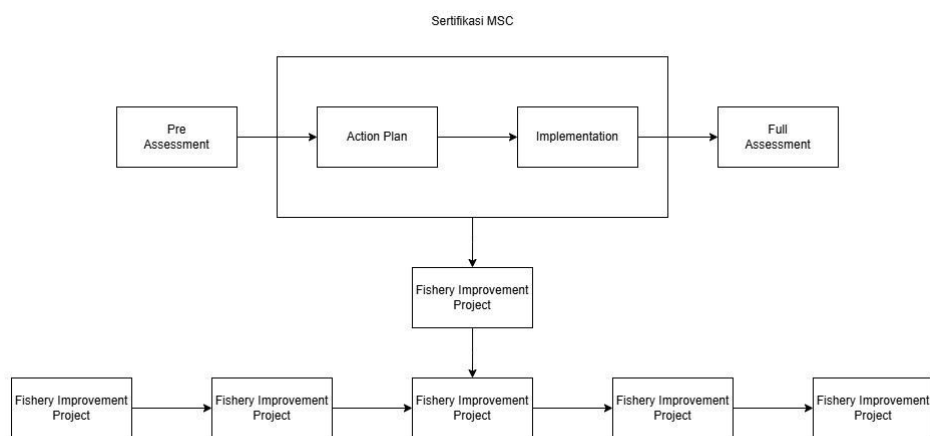 Sertifikasi MSC
Pre
Assessment
Action Plan
Implementation
Full
Assessment
Fishery Improvement
Project
Fishery Improvement
Project
Fishery Improvement
Project
Fishery Improvement
Project
Fishery Improvement
Project
Fishery Improvement
Project